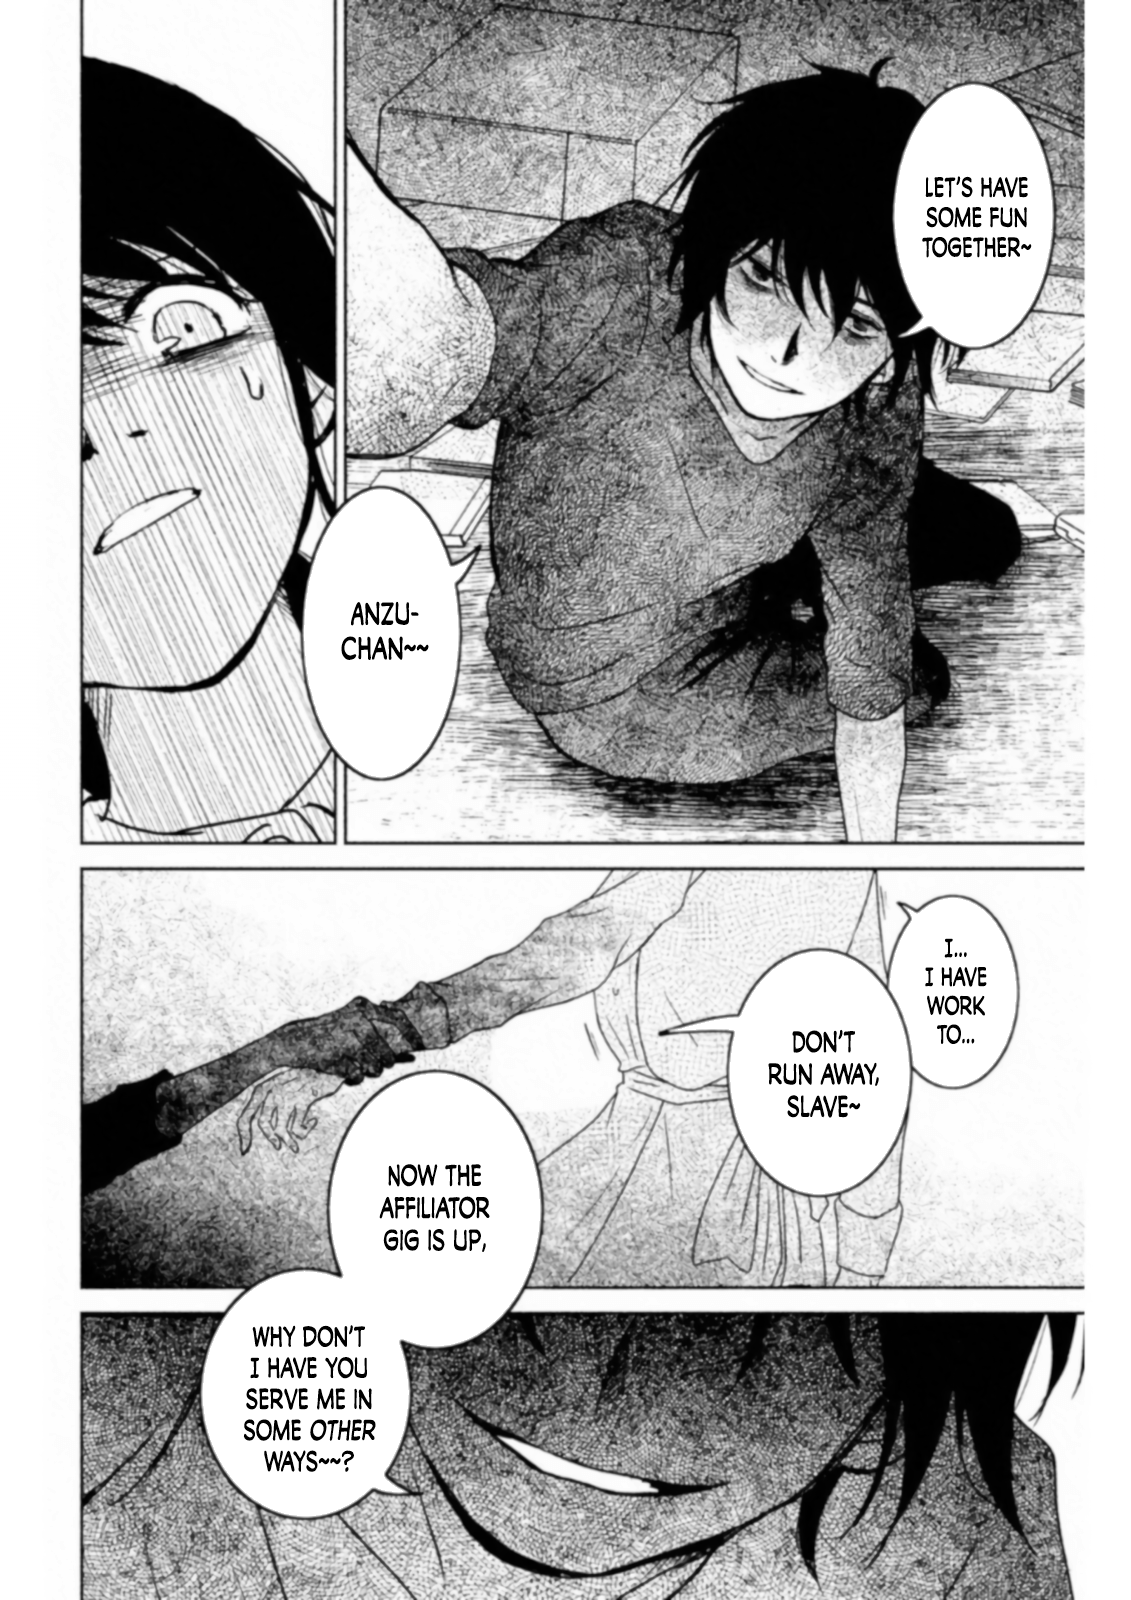 LET'S HAVE
SOME FUN
TOGETHER~
ANZU-
CHAN~~
I...
I HAVE
WORK
TO...
DON'T
RUN AWAY,
SLAVE~
NOW THE
AFFILIATOR
GIG IS UP,
WHY DON'T
I HAVE YOU
SERVE ME IN
SOME OTHER
WAYS~~?